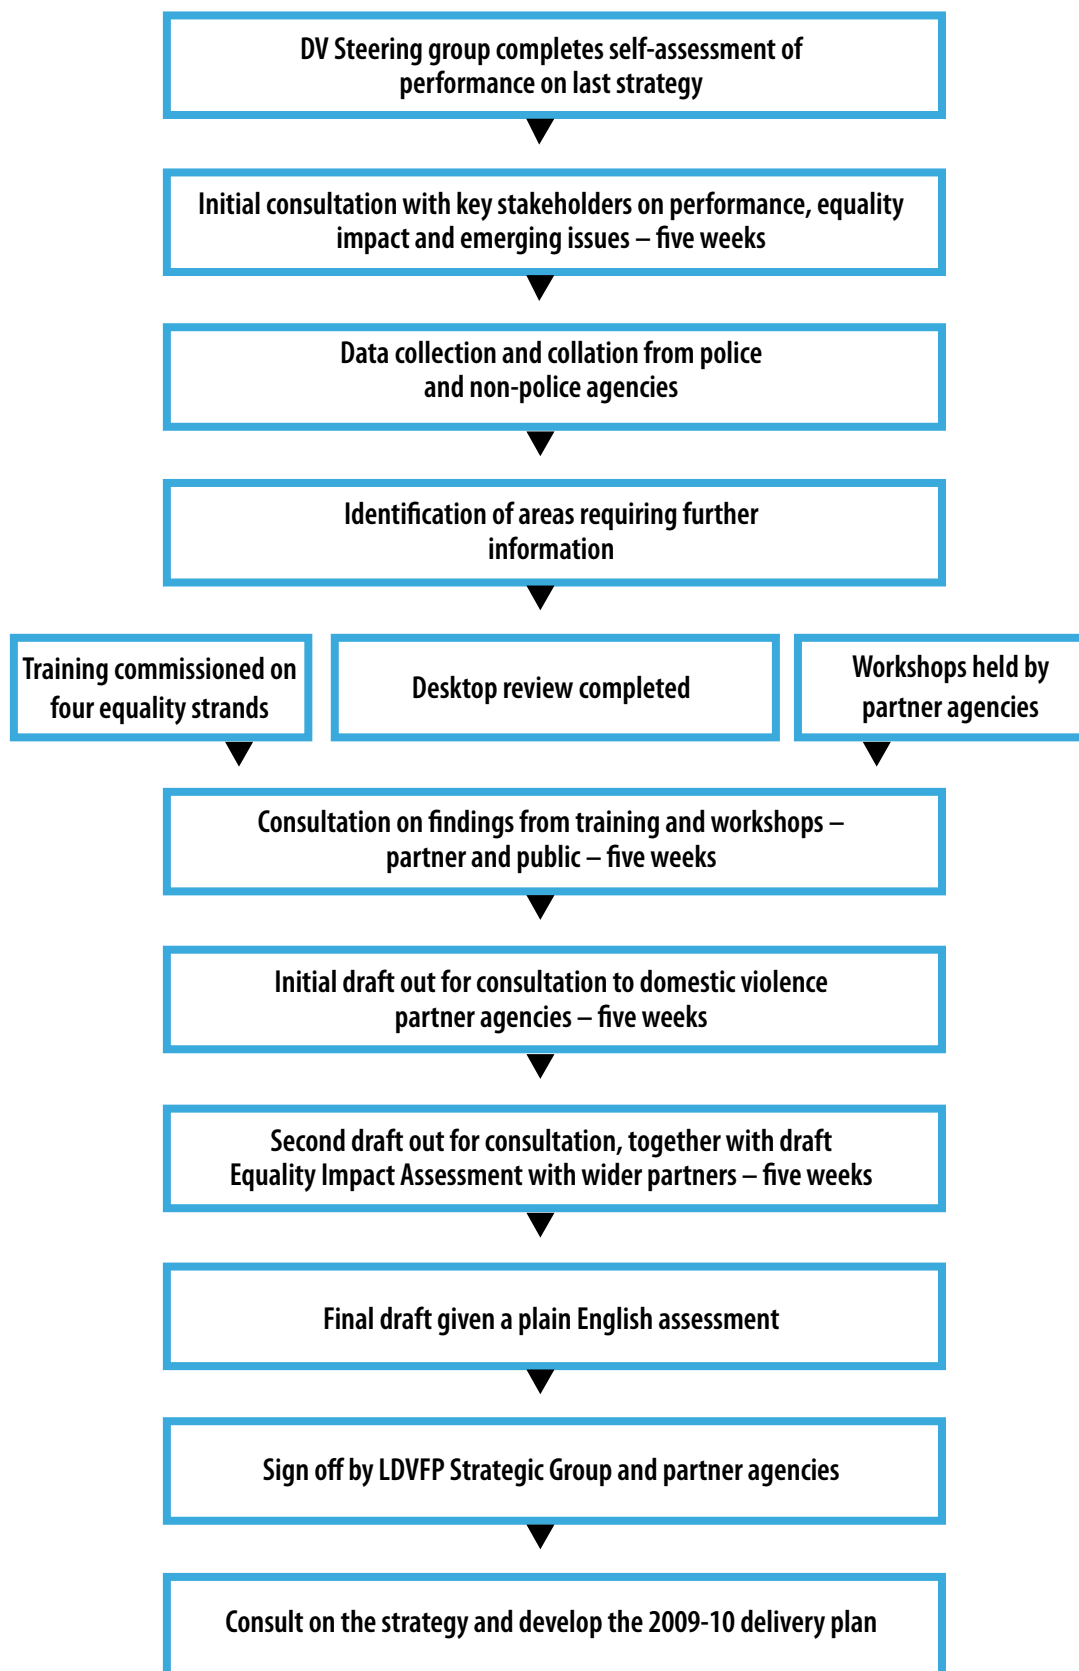 DV Steering group completes self-assessment of
performance on last strategy
Initial consultation with key stakeholders on performance, equality
impact and emerging issues – five weeks
Data collection and collation from police
and non-police agencies
Identification of areas requiring further
information
Training commissioned on
four equality strands
Desktop review completed
Workshops held by
partner agencies
Consultation on findings from training and workshops –
partner and public – five weeks
Initial draft out for consultation to domestic violence
partner agencies – five weeks
Second draft out for consultation, together with draft
Equality Impact Assessment with wider partners – five weeks
Final draft given a plain English assessment
Sign off by LDVFP Strategic Group and partner agencies
Consult on the strategy and develop the 2009-10 delivery plan